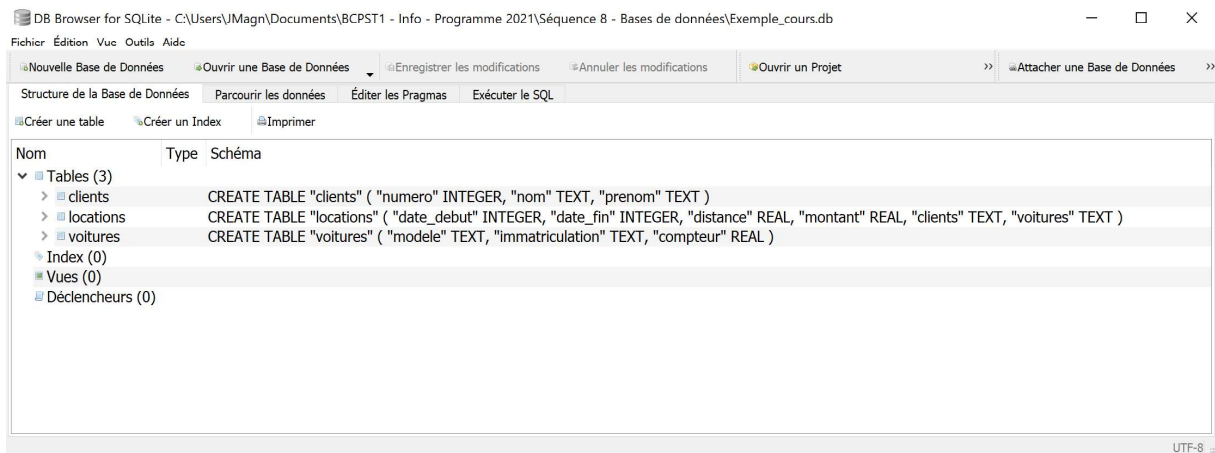 DB Browser for SQLite - C:\Users\JMagn\Documents\BCPST1 - Info - Programme 2021\Séquence 8 - Bases de données\Exemple_cours.db
Fichier Édition Vue Outils Aide
Nouvelle Base de Données Ouvrir une Base de Données Enregistrer les modifications Annuler les modifications Ouvrir un Projet >> Attacher une Base de Données >>
Structure de la Base de Données Parcourir les données Éditer les Pragmas Exécuter le SQL
Créer une table Créer un Index Imprimer
Nom Type Schéma
Tables (3)
clients CREATE TABLE "clients" ( "numero" INTEGER, "nom" TEXT, "prenom" TEXT )
locations CREATE TABLE "locations" ( "date_debut" INTEGER, "date_fin" INTEGER, "distance" REAL, "montant" REAL, "clients" TEXT, "voitures" TEXT )
voitures CREATE TABLE "voitures" ( "modele" TEXT, "immatriculation" TEXT, "compteur" REAL )
Index (0)
Vues (0)
Déclencheurs (0)
UTF-8